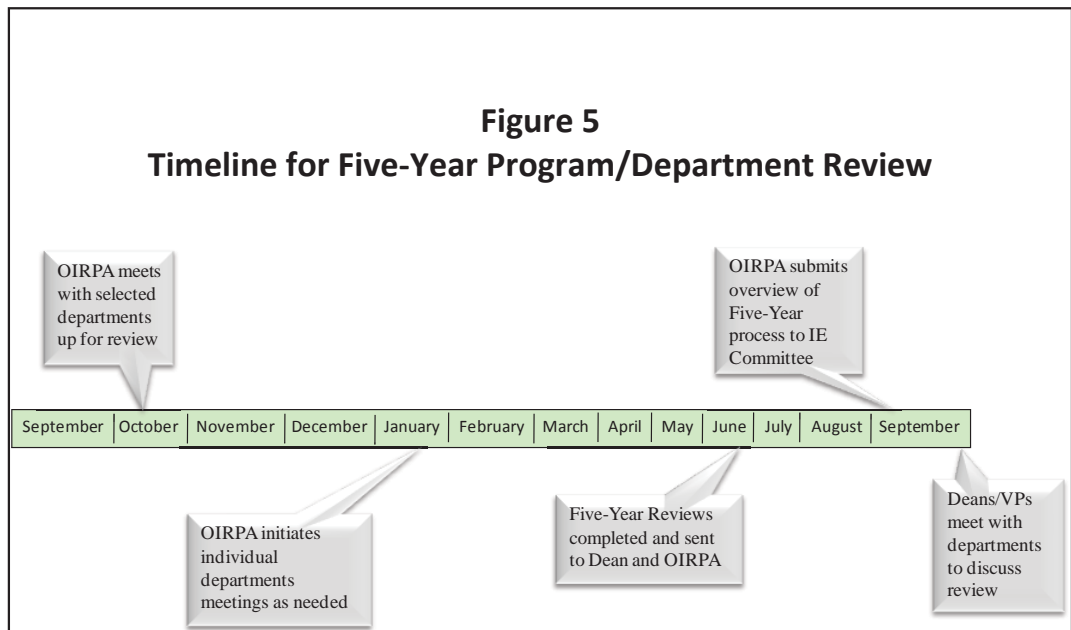 Figure 5
Timeline for Five-Year Program/Department Review
OIRPA meets
with selected
departments
up for review
OIRPA submits
overview of
Five-Year
process to IE
Committee
September October November December January February March April May June July August September
OIRPA initiates
individual
departments
meetings as needed
Five-Year Reviews
completed and sent
to Dean and OIRPA
Deans/VPs
meet with
departments
to discuss
review